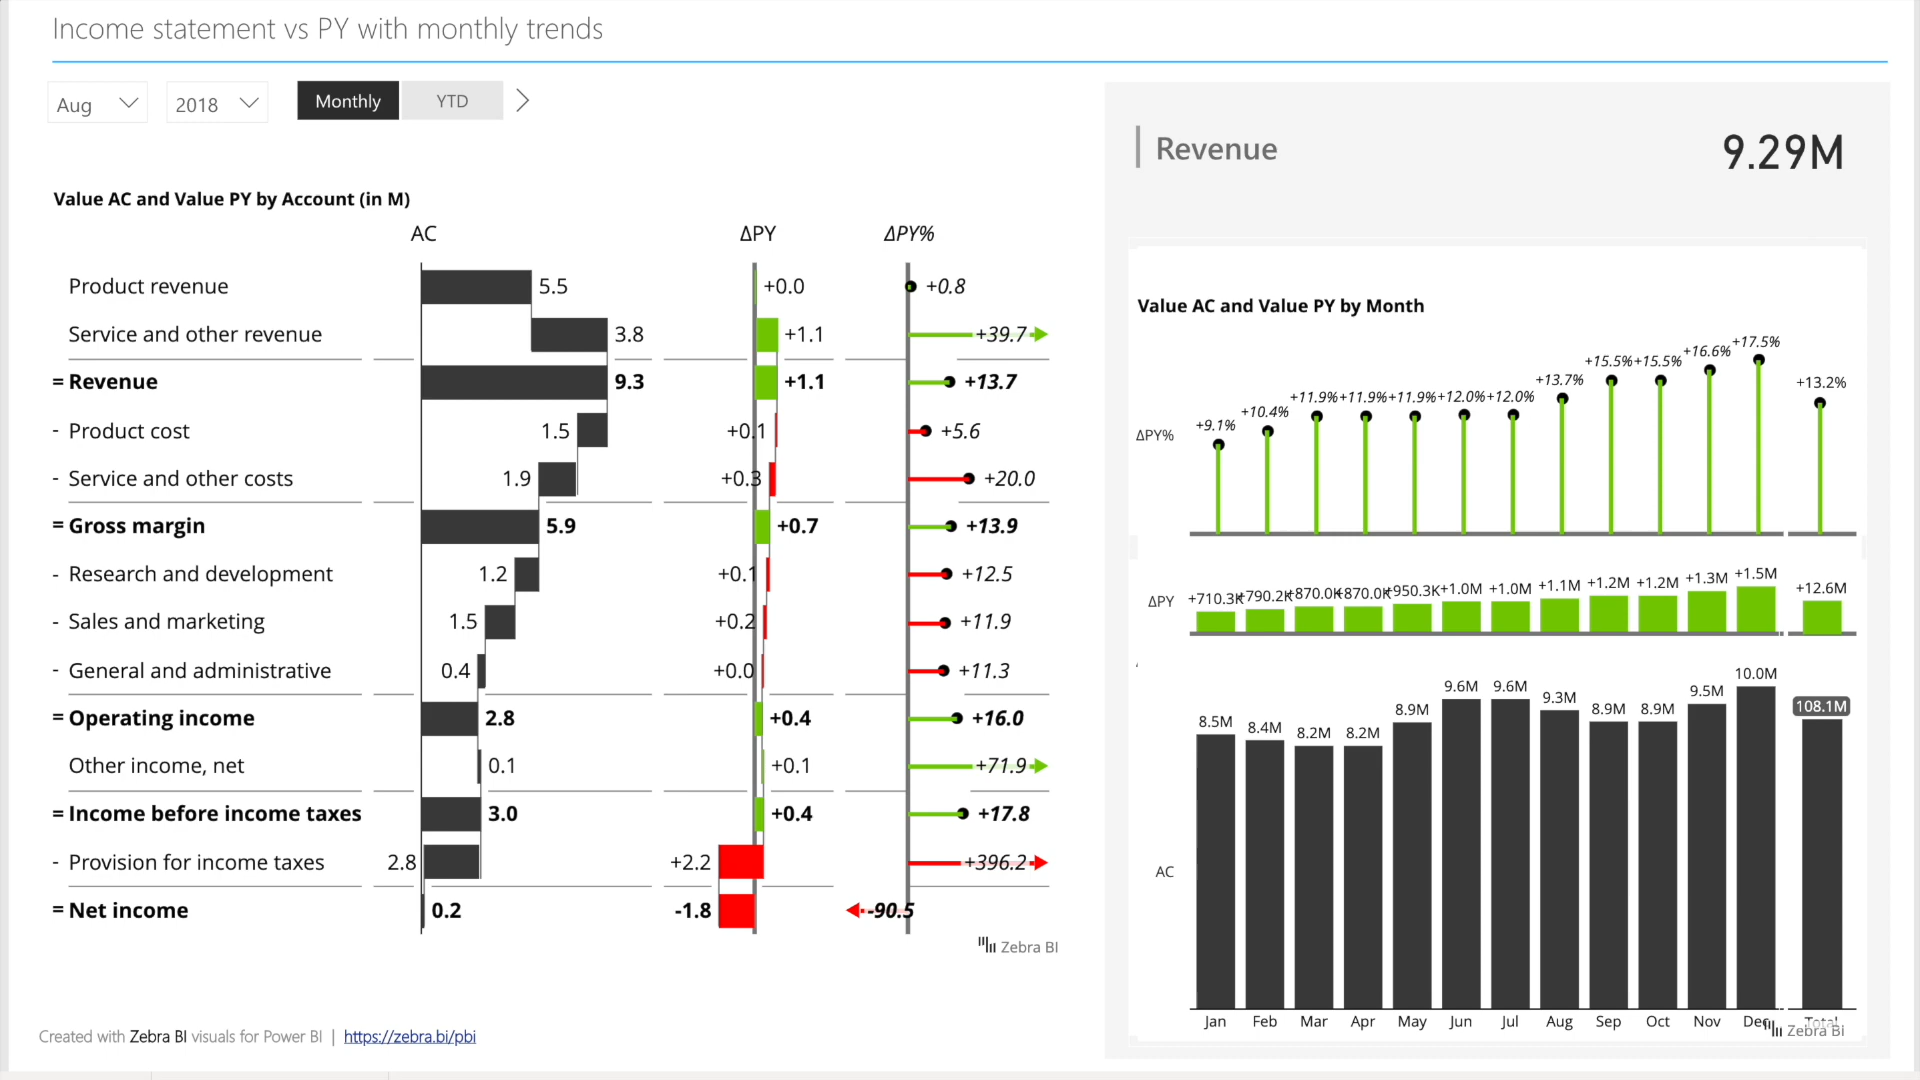 Income statement vs PY with monthly trends
Aug 2018 Monthly YTD
Revenue 9.29M
Value AC and Value PY by Account (in M)
AC ΔPY ΔPY%
Product revenue 5.5 +0.0 +0.8
Service and other revenue 3.8 +1.1 +39.7
= Revenue 9.3 +1.1 +13.7
- Product cost 1.5 +0.1 +5.6
- Service and other costs 1.9 +0.3 +20.0
= Gross margin 5.9 +0.7 +13.9
- Research and development 1.2 +0.1 +12.5
- Sales and marketing 1.5 +0.2 +11.9
- General and administrative 0.4 +0.0 +11.3
= Operating income 2.8 +0.4 +16.0
Other income, net 0.1 +0.1 +71.9
= Income before income taxes 3.0 +0.4 +17.8
- Provision for income taxes 2.8 +2.2 +396.2
= Net income 0.2 -1.8 -90.5
Zebra BI
Created with Zebra BI visuals for Power BI | https://zebra.bi/pbi
Value AC and Value PY by Month
ΔPY% +9.1% +10.4% +11.9% +11.9% +11.9% +12.0% +12.0% +13.7% +15.5% +15.5% +16.6% +17.5% +13.2%
ΔPY +710.3K +790.2K +870.0K +870.0K +950.3K +1.0M +1.0M +1.1M +1.2M +1.2M +1.3M +1.5M +12.6M
AC 8.5M 8.4M 8.2M 8.2M 8.9M 9.6M 9.6M 9.3M 8.9M 8.9M 9.5M 10.0M 108.1M
Jan Feb Mar Apr May Jun Jul Aug Sep Oct Nov Dec Total
Zebra BI